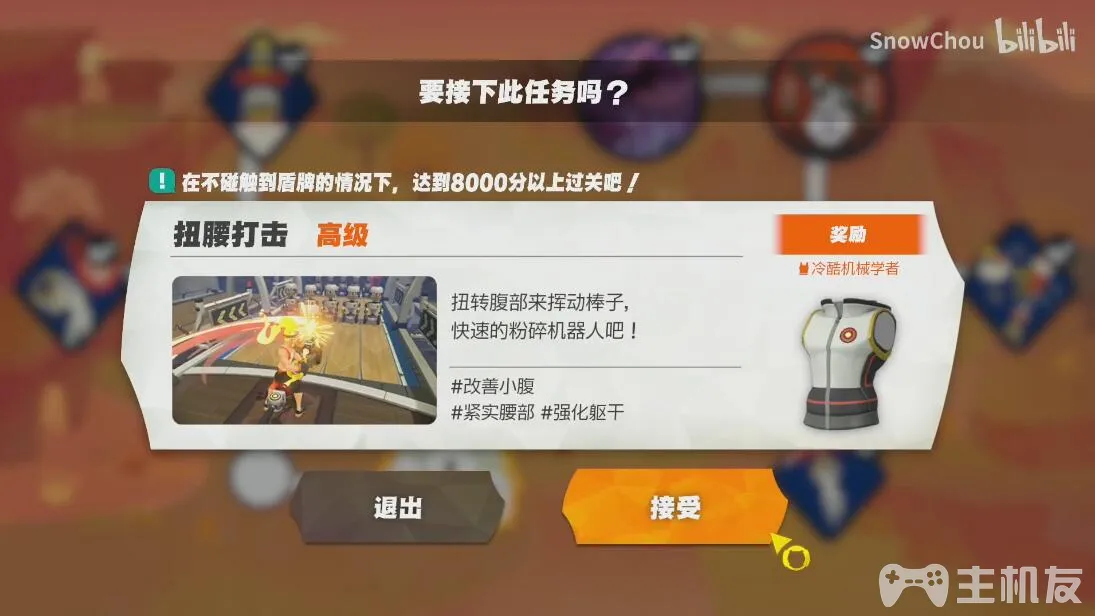 SnowChou bilibili
要接下此任务吗？
! 在不碰触到盾牌的情况下，达到8000分以上过关吧！
扭腰打击 高级
奖励
冷酷机械学者
扭转腹部来挥动棒子，
快速的粉碎机器人吧！
#改善小腹
#紧实腰部 #强化躯干
退出
接受
主机友